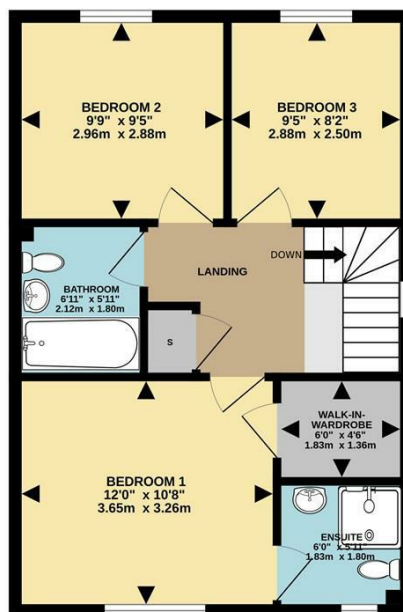 BEDROOM 2
9'9" x 9'5"
2.96m x 2.88m
BEDROOM 3
9'5" x 8'2"
2.88m x 2.50m
LANDING
DOWN
BATHROOM
6'11" x 5'11"
2.12m x 1.80m
S
WALK-IN-
WARDROBE
6'0" x 4'6"
1.83m x 1.36m
BEDROOM 1
12'0" x 10'8"
3.65m x 3.26m
ENSUITE
6'0" x 5'11"
1.83m x 1.80m